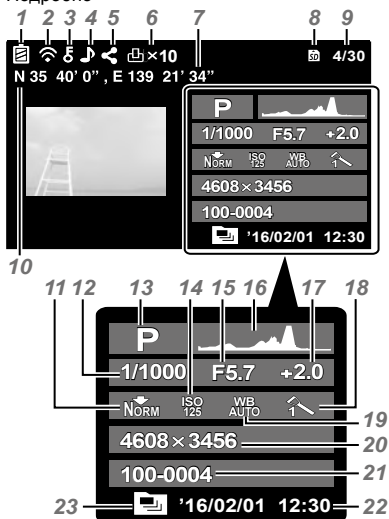 Подробно
1 2 3 4 5 6 7 8 9
×10 SD 4/30
N 35 40' 0", E 139 21' 34"
P
1/1000 F5.7 +2.0
NORM ISO 125 WB AUTO 1
4608×3456
100-0004
'16/02/01 12:30
10
11 12 13 14 15 16 17 18
P
1/1000 F5.7 +2.0
NORM ISO 125 WB AUTO 1
19
4608×3456 20
100-0004 21
23 '16/02/01 12:30 22